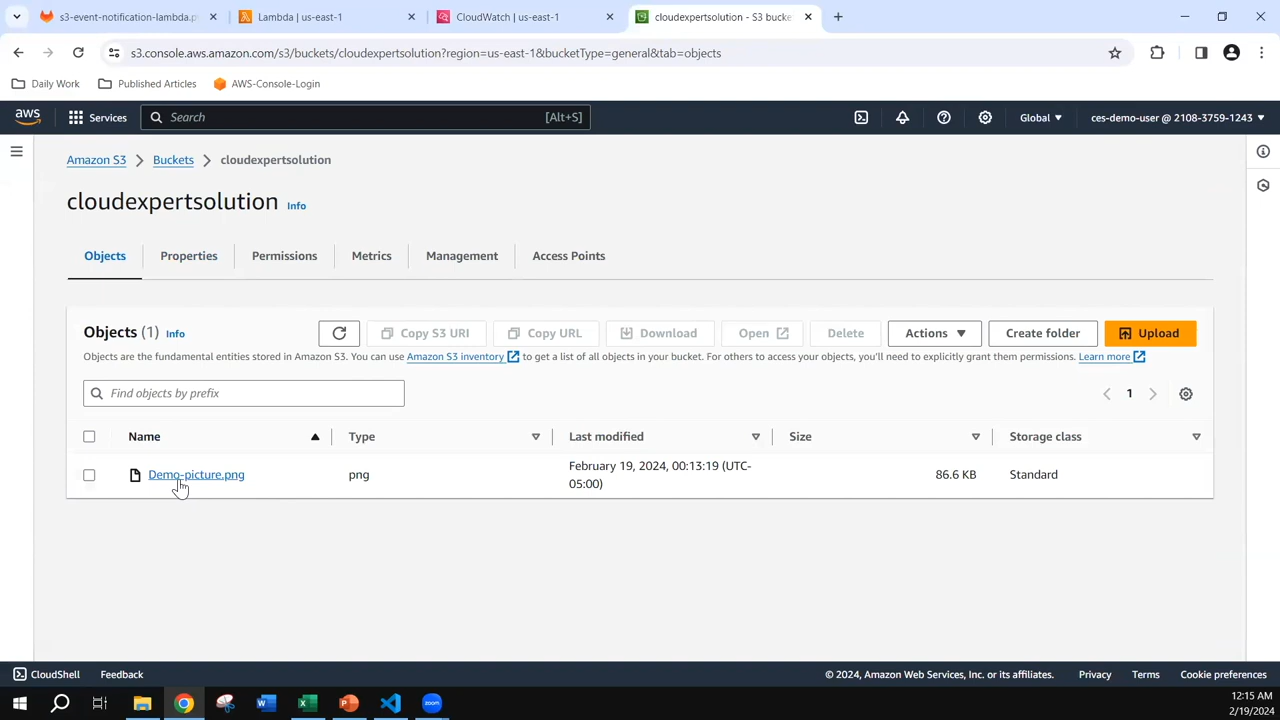 s3-event-notification-lambda.p
Lambda | us-east-1
CloudWatch | us-east-1
cloudexpertsolution - S3 bucke
s3.console.aws.amazon.com/s3/buckets/cloudexpertsolution?region=us-east-1&bucketType=general&tab=objects
Daily Work
Published Articles
AWS-Console-Login
aws
Services
Search
[Alt+S]
Global
ces-demo-user @ 2108-3759-1243
Amazon S3
Buckets
cloudexpertsolution
cloudexpertsolution
Info
Objects
Properties
Permissions
Metrics
Management
Access Points
Objects (1)
Info
Copy S3 URI
Copy URL
Download
Open
Delete
Actions
Create folder
Upload
Objects are the fundamental entities stored in Amazon S3. You can use Amazon S3 inventory to get a list of all objects in your bucket. For others to access your objects, you'll need to explicitly grant them permissions. Learn more
Find objects by prefix
1
Name
Type
Last modified
Size
Storage class
Demo-picture.png
png
February 19, 2024, 00:13:19 (UTC-
05:00)
86.6 KB
Standard
CloudShell
Feedback
© 2024, Amazon Web Services, Inc. or its affiliates.
Privacy
Terms
Cookie preferences
zoom
12:15 AM
2/19/2024